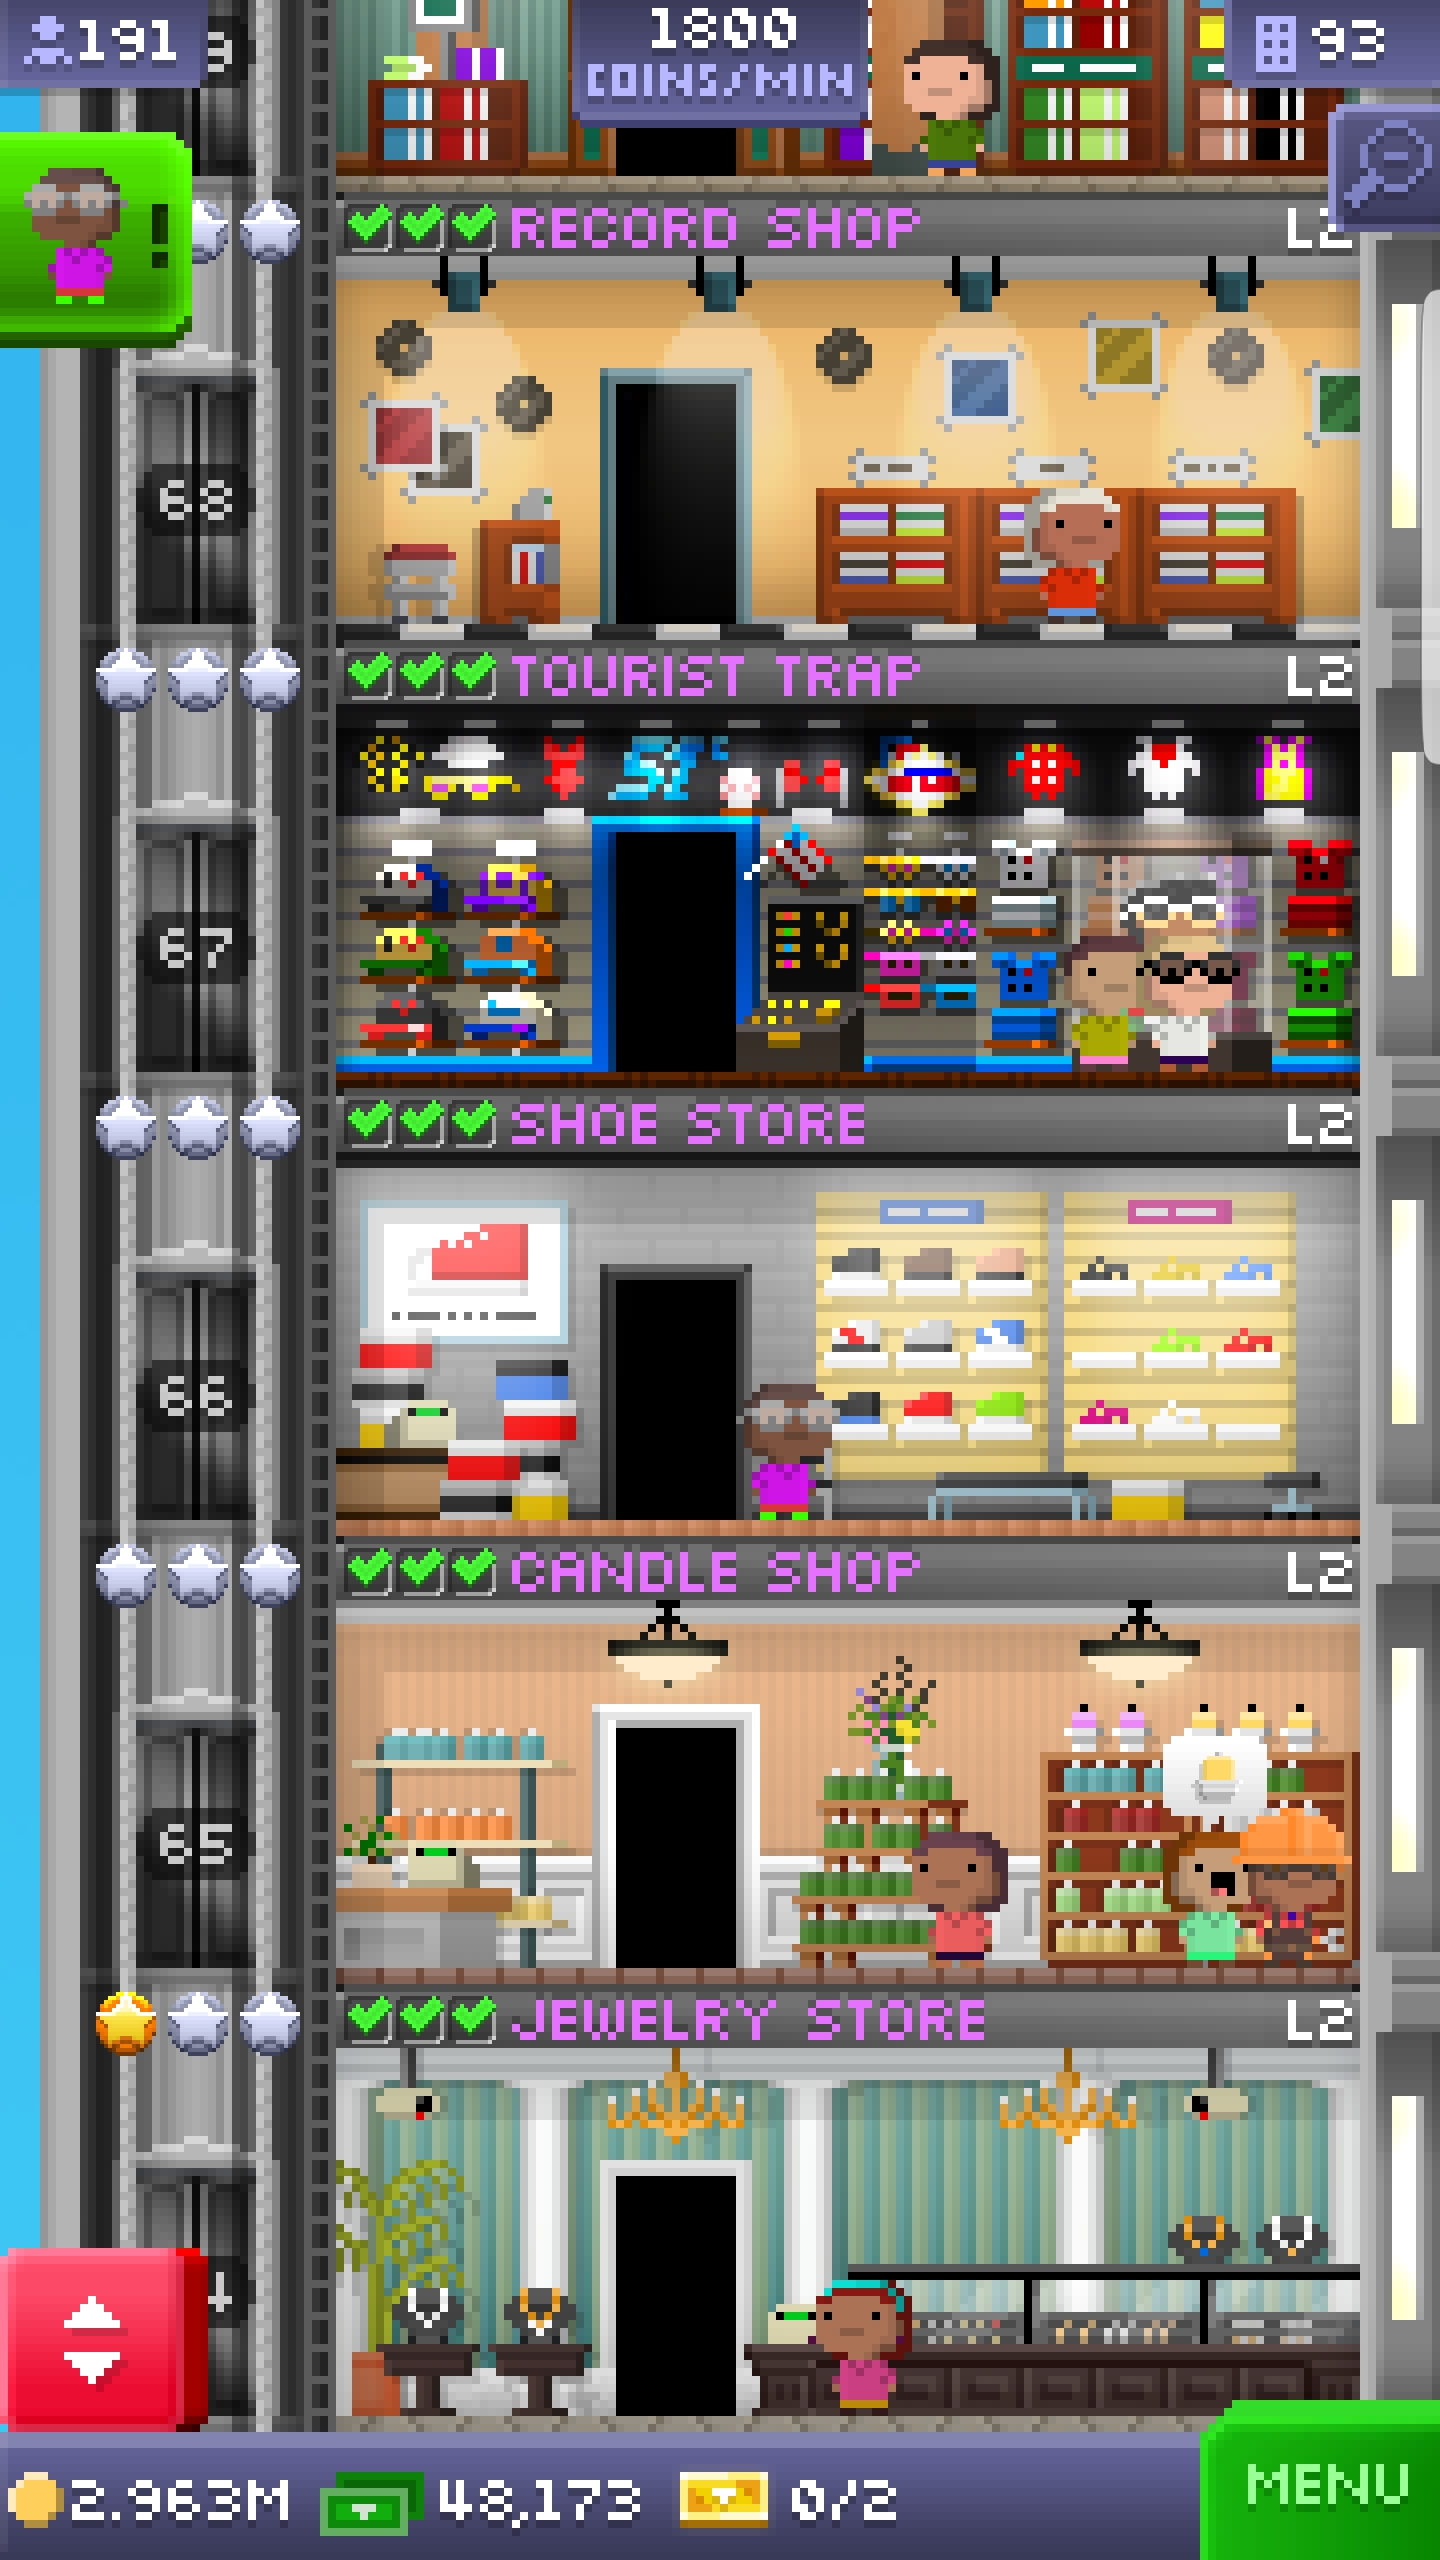 191
1800
COINS/MIN
93
RECORD SHOP L2
68
TOURIST TRAP L2
67
SHOE STORE L2
66
CANDLE SHOP L2
65
JEWELRY STORE L2
2.963M 48,173 0/2 MENU